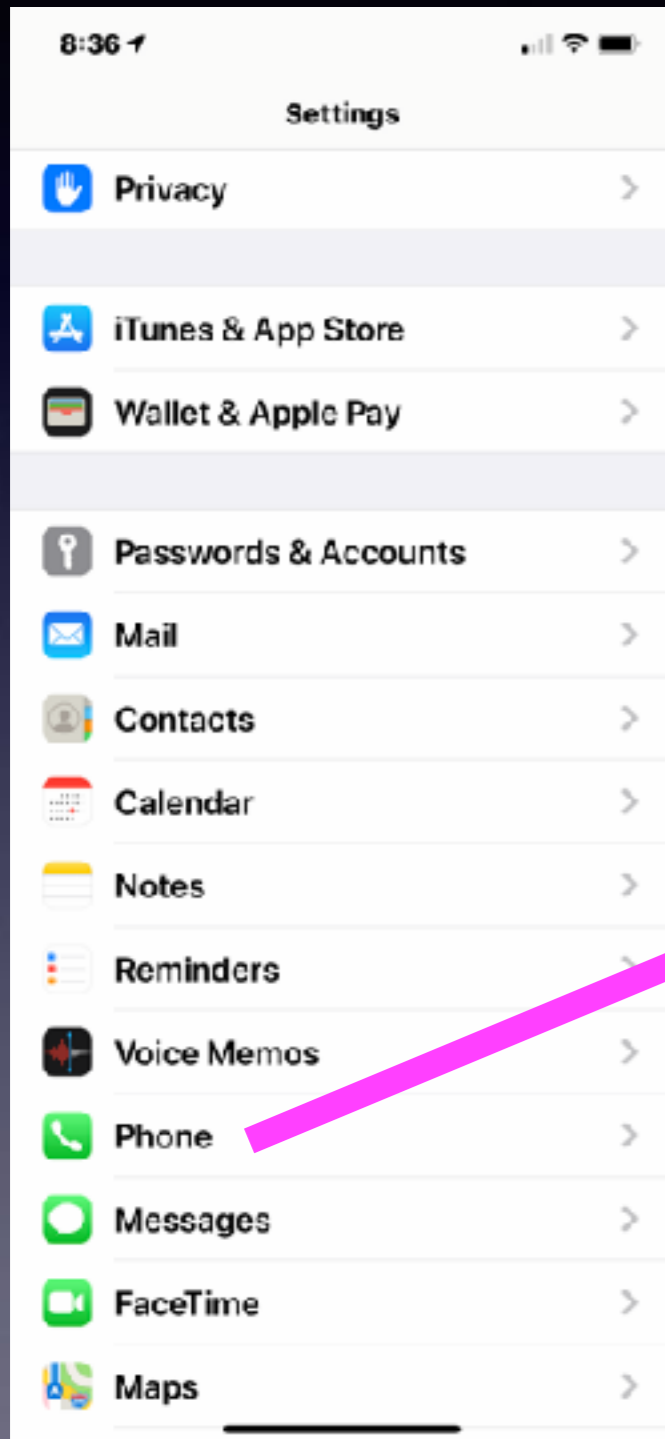 8:36
Settings
Privacy
iTunes & App Store
Wallet & Apple Pay
Passwords & Accounts
Mail
Contacts
Calendar
Notes
Reminders
Voice Memos
Phone
Messages
FaceTime
Maps